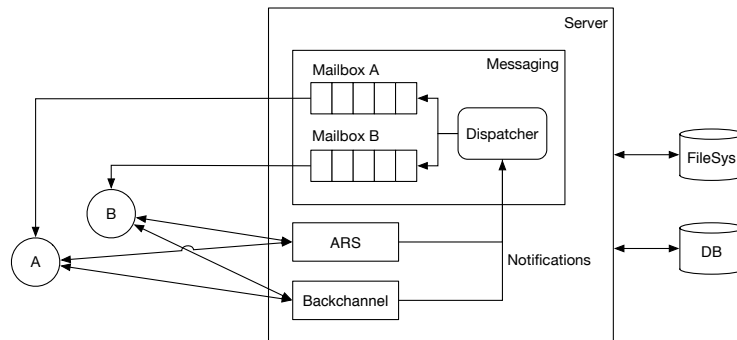 Server
Messaging
Mailbox A
Dispatcher
Mailbox B
FileSys
B
ARS
A
Notifications
DB
Backchannel